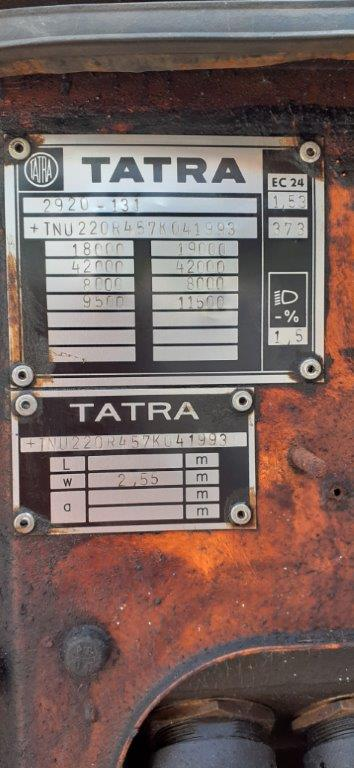 TATRA TATRA EC 24
2920-131 1,53
+TNU220R457K041993 373
18000 19000
42000 42000
8000 8000
9500 11500
-%
1,5
TATRA
+TNU220R457K041993
L m
W 2,55 m
a m